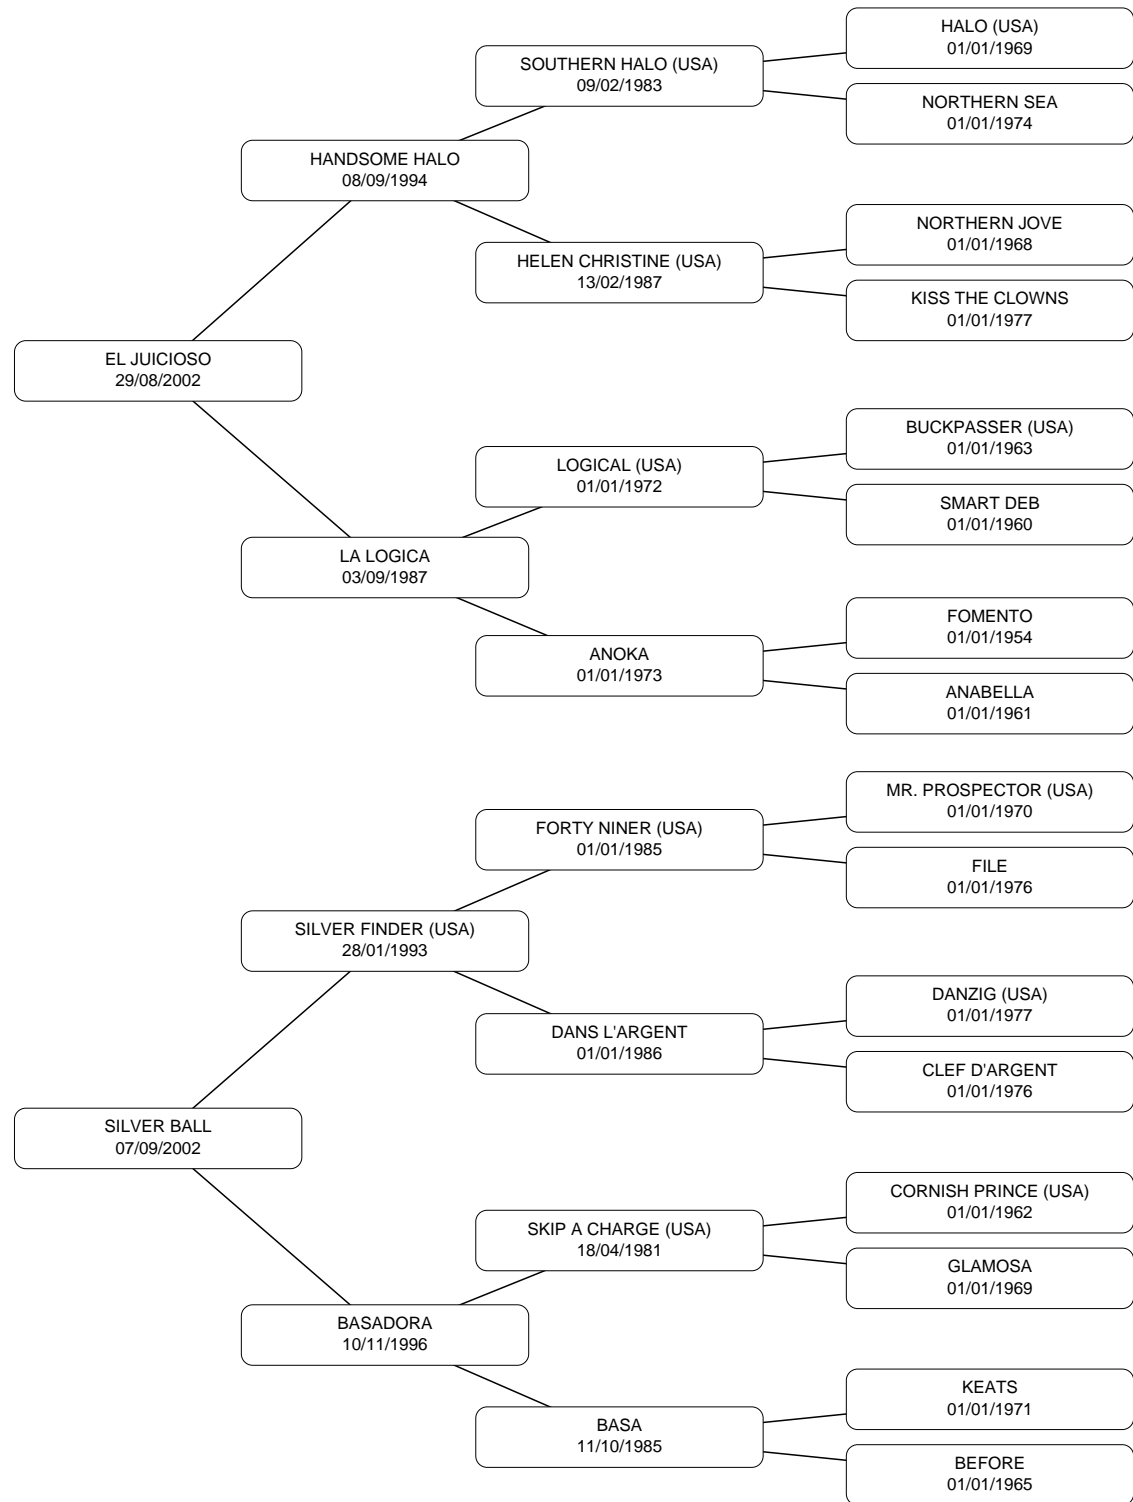 HALO (USA)
01/01/1969
SOUTHERN HALO (USA)
09/02/1983
NORTHERN SEA
01/01/1974
HANDSOME HALO
08/09/1994
NORTHERN JOVE
01/01/1968
HELEN CHRISTINE (USA)
13/02/1987
KISS THE CLOWNS
01/01/1977
EL JUICIOSO
29/08/2002
BUCKPASSER (USA)
01/01/1963
LOGICAL (USA)
01/01/1972
SMART DEB
01/01/1960
LA LOGICA
03/09/1987
FOMENTO
01/01/1954
ANOKA
01/01/1973
ANABELLA
01/01/1961
MR. PROSPECTOR (USA)
01/01/1970
FORTY NINER (USA)
01/01/1985
FILE
01/01/1976
SILVER FINDER (USA)
28/01/1993
DANZIG (USA)
01/01/1977
DANS L'ARGENT
01/01/1986
CLEF D'ARGENT
01/01/1976
SILVER BALL
07/09/2002
CORNISH PRINCE (USA)
01/01/1962
SKIP A CHARGE (USA)
18/04/1981
GLAMOSA
01/01/1969
BASADORA
10/11/1996
KEATS
01/01/1971
BASA
11/10/1985
BEFORE
01/01/1965